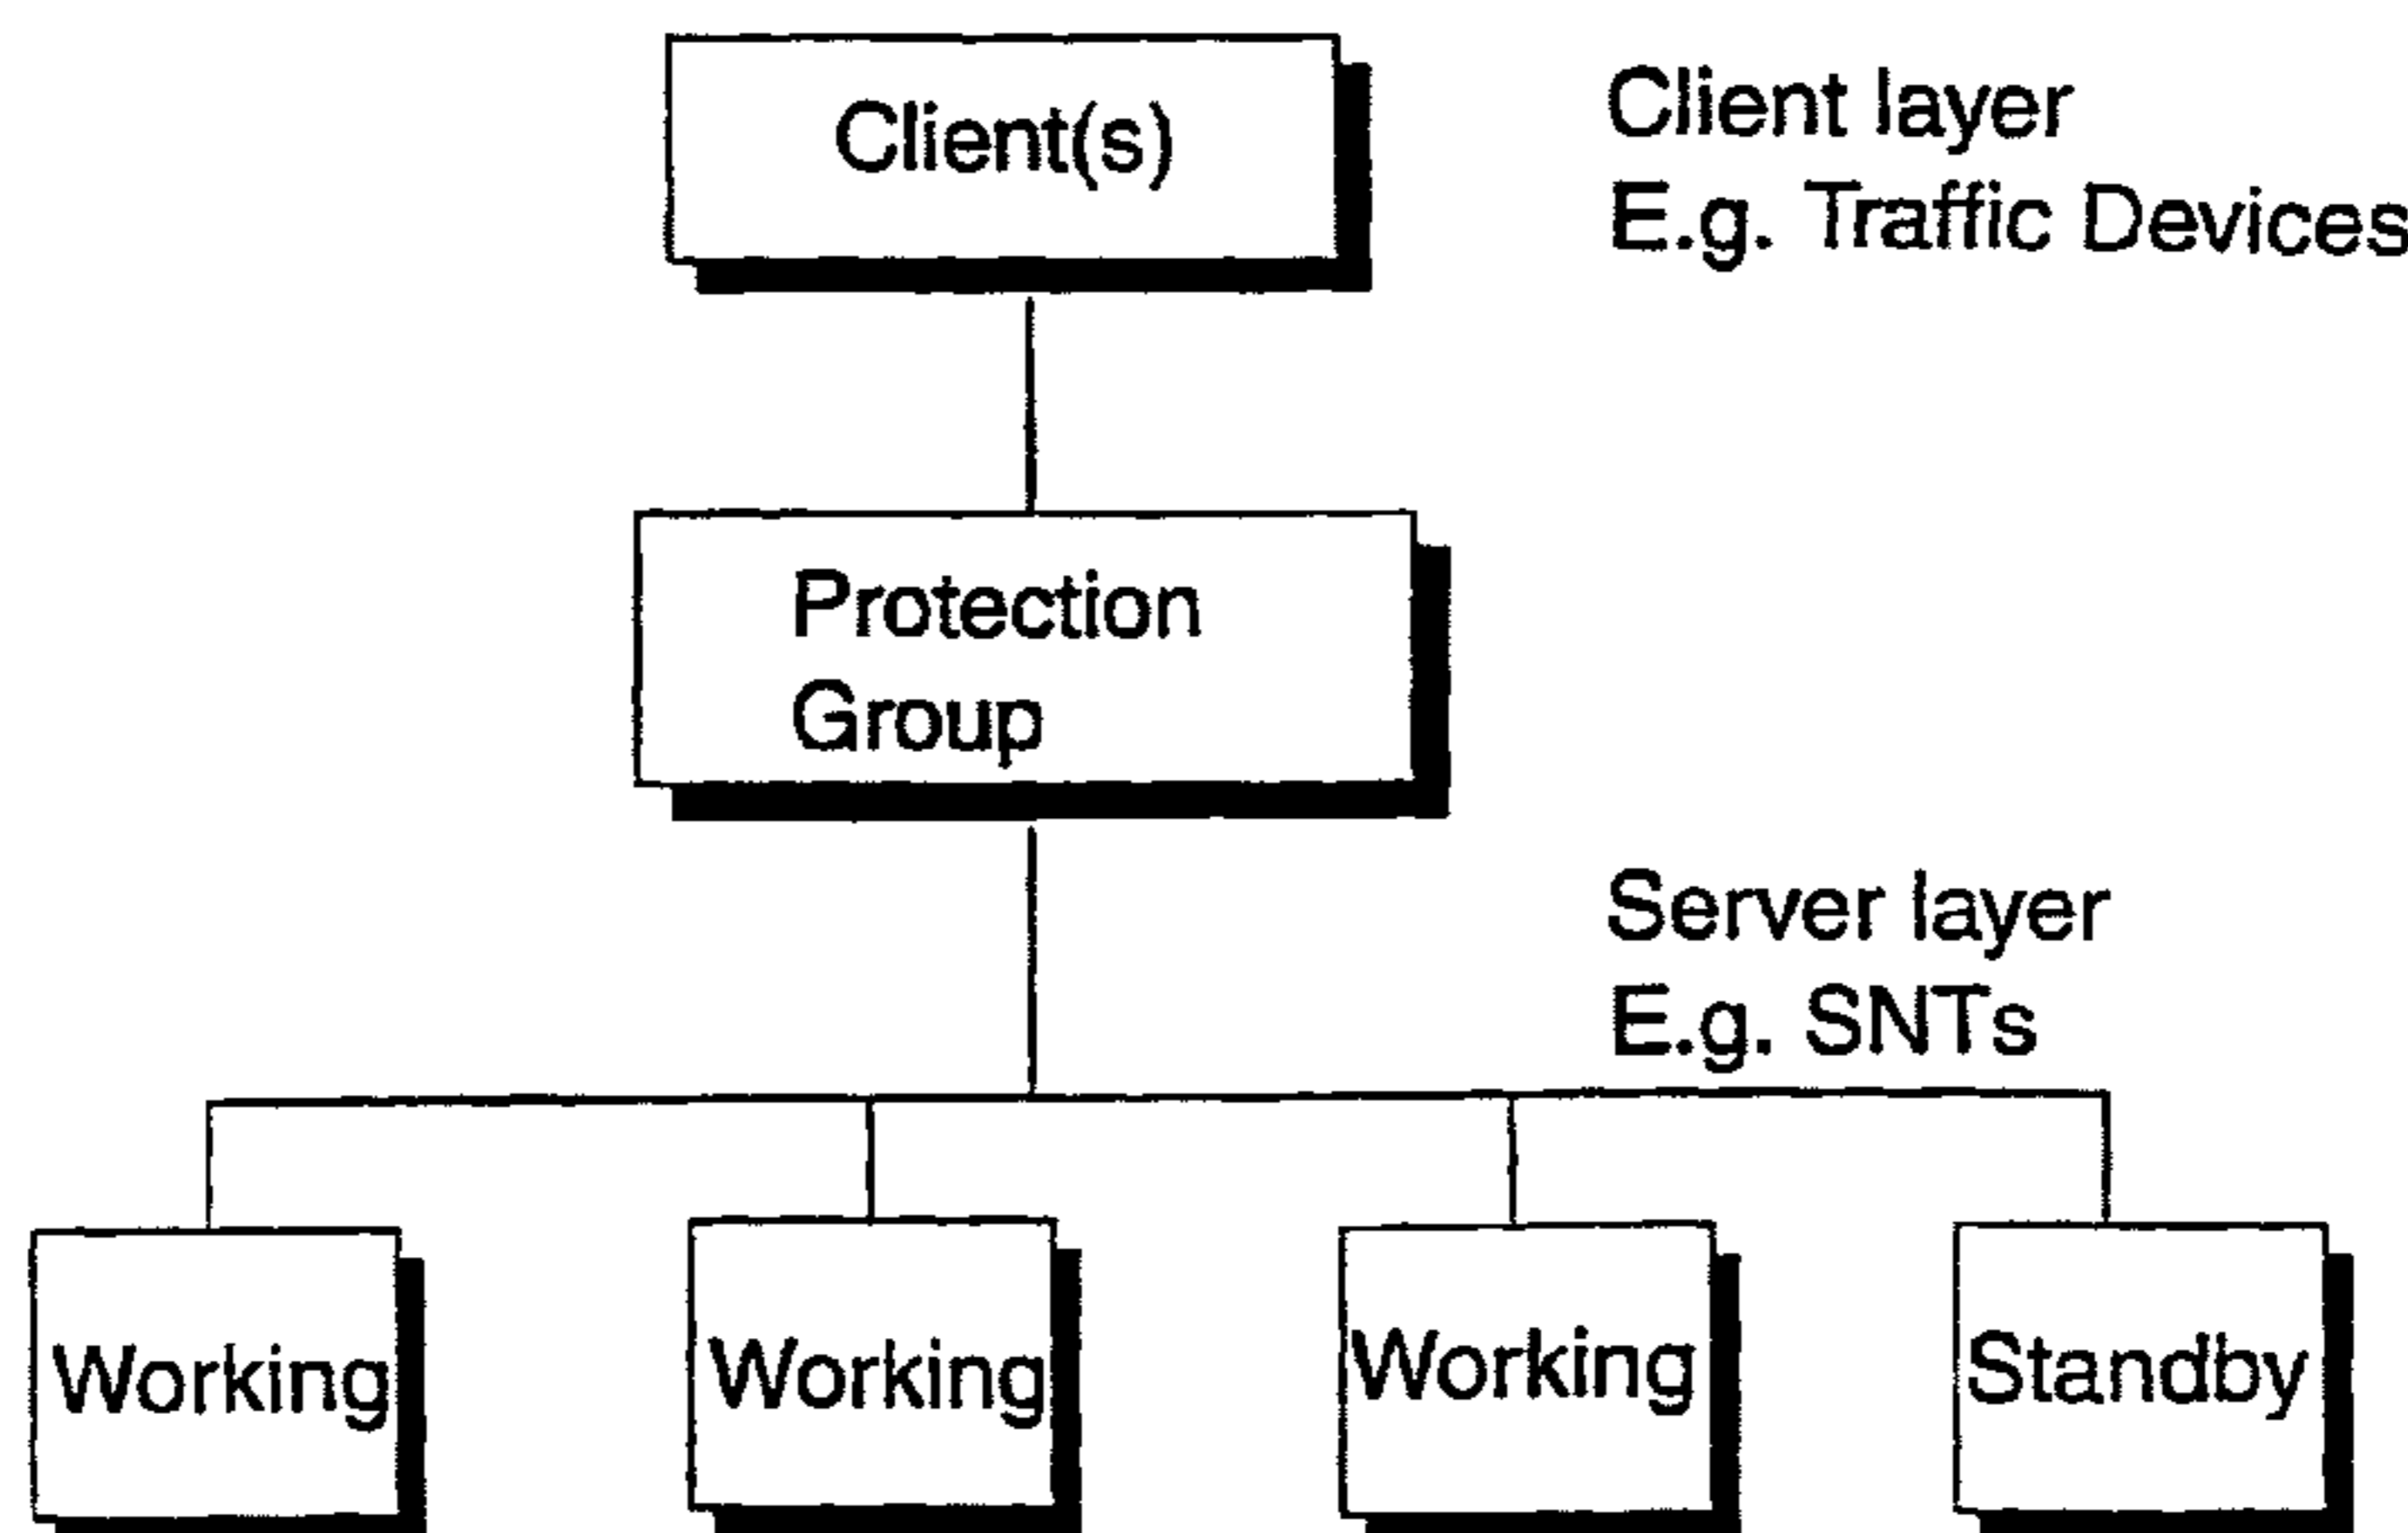 Client(s)
Client layer
E.g. Traffic Devices
Protection
Group
Server layer
E.g. SNTs
Working
Working
Working
Standby